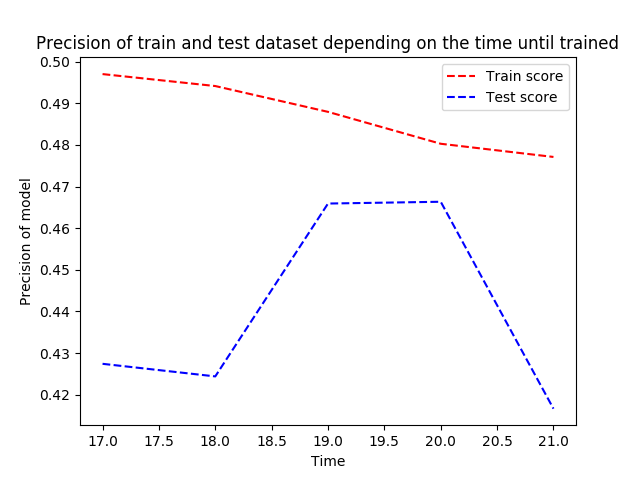 Precision of train and test dataset depending on the time until trained
Train score
Test score
0.50
0.49
0.48
0.47
0.46
0.45
0.44
0.43
0.42
Precision of model
17.0 17.5 18.0 18.5 19.0 19.5 20.0 20.5 21.0
Time